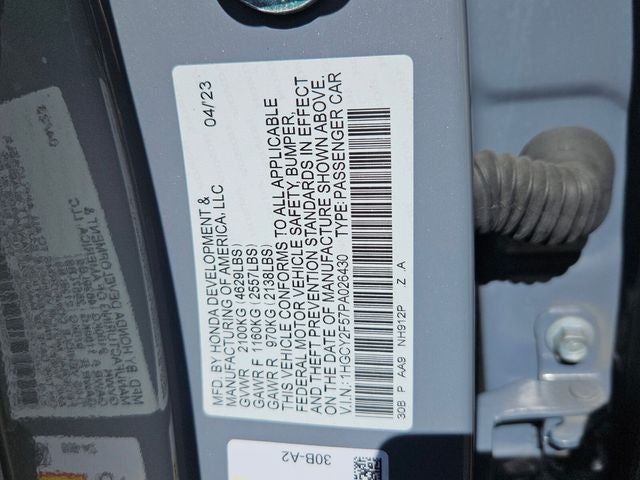 MFD. BY HONDA DEVELOPMENT & 04/23
MANUFACTURING OF AMERICA, LLC
GVWR 2100KG(4629LBS)
GAWR F 1160KG(2557LBS)
GAWR R 970KG(2138LBS)
THIS VEHICLE CONFORMS TO ALL APPLICABLE
FEDERAL MOTOR VEHICLE SAFETY, BUMPER,
AND THEFT PREVENTION STANDARDS IN EFFECT
ON THE DATE OF MANUFACTURE SHOWN ABOVE.
V.I.N.: 1HGCY2F57PA026430 TYPE: PASSENGER CAR
30B P AA9 NH912P Z A
30B-A2